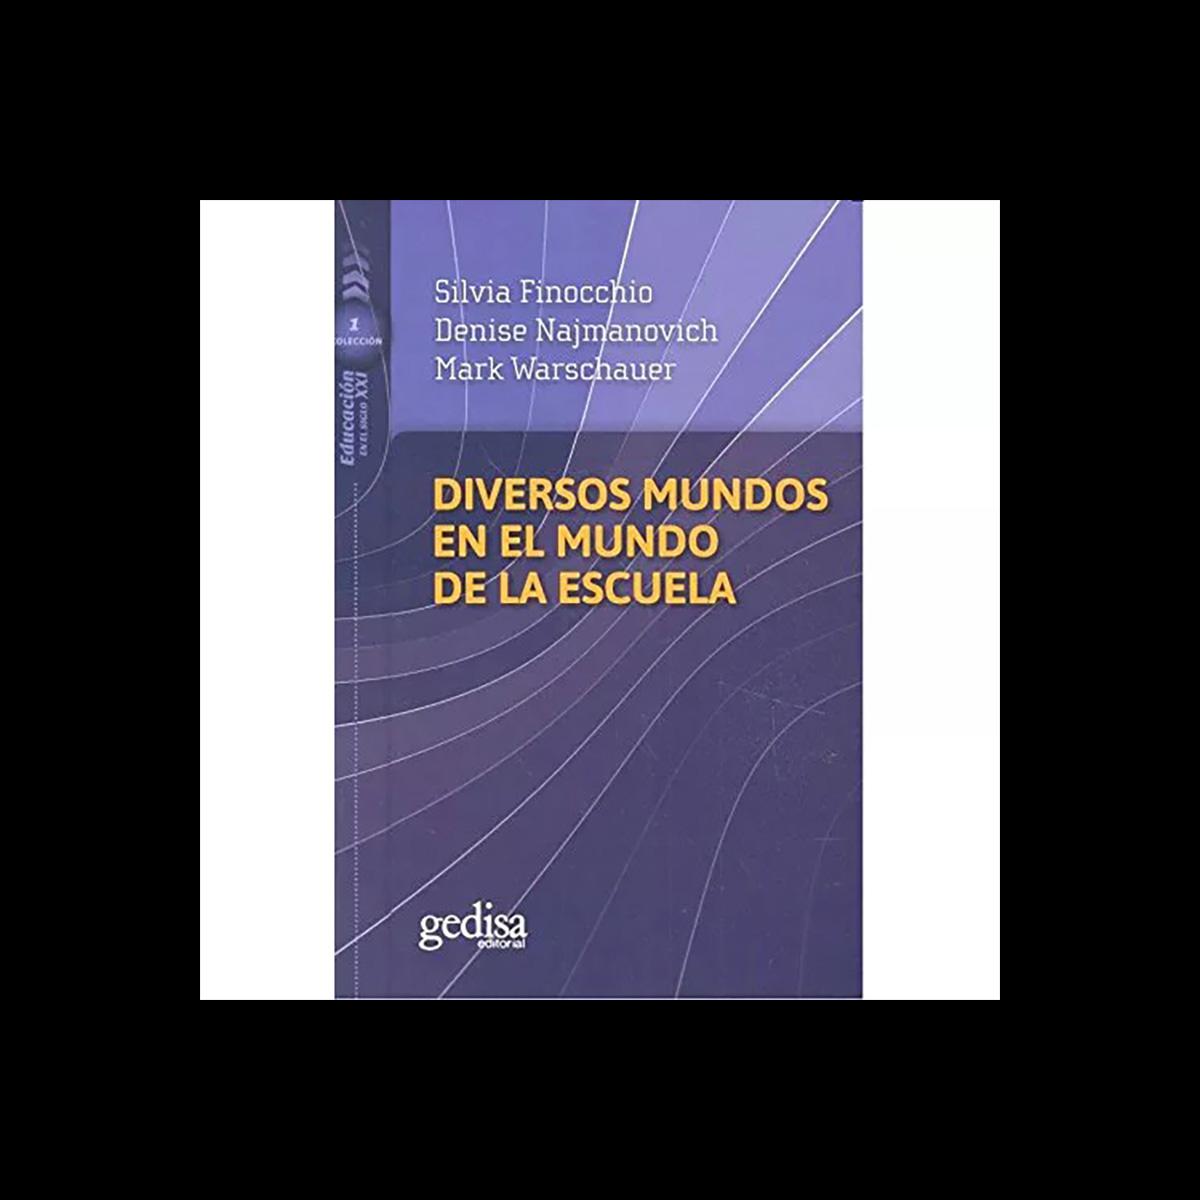 Silvia Finocchio
Denise Najmanovich
Mark Warschauer
1
COLECCIÓN
Educación
EN EL SIGLO XXI
DIVERSOS MUNDOS
EN EL MUNDO
DE LA ESCUELA
gedisa
editorial